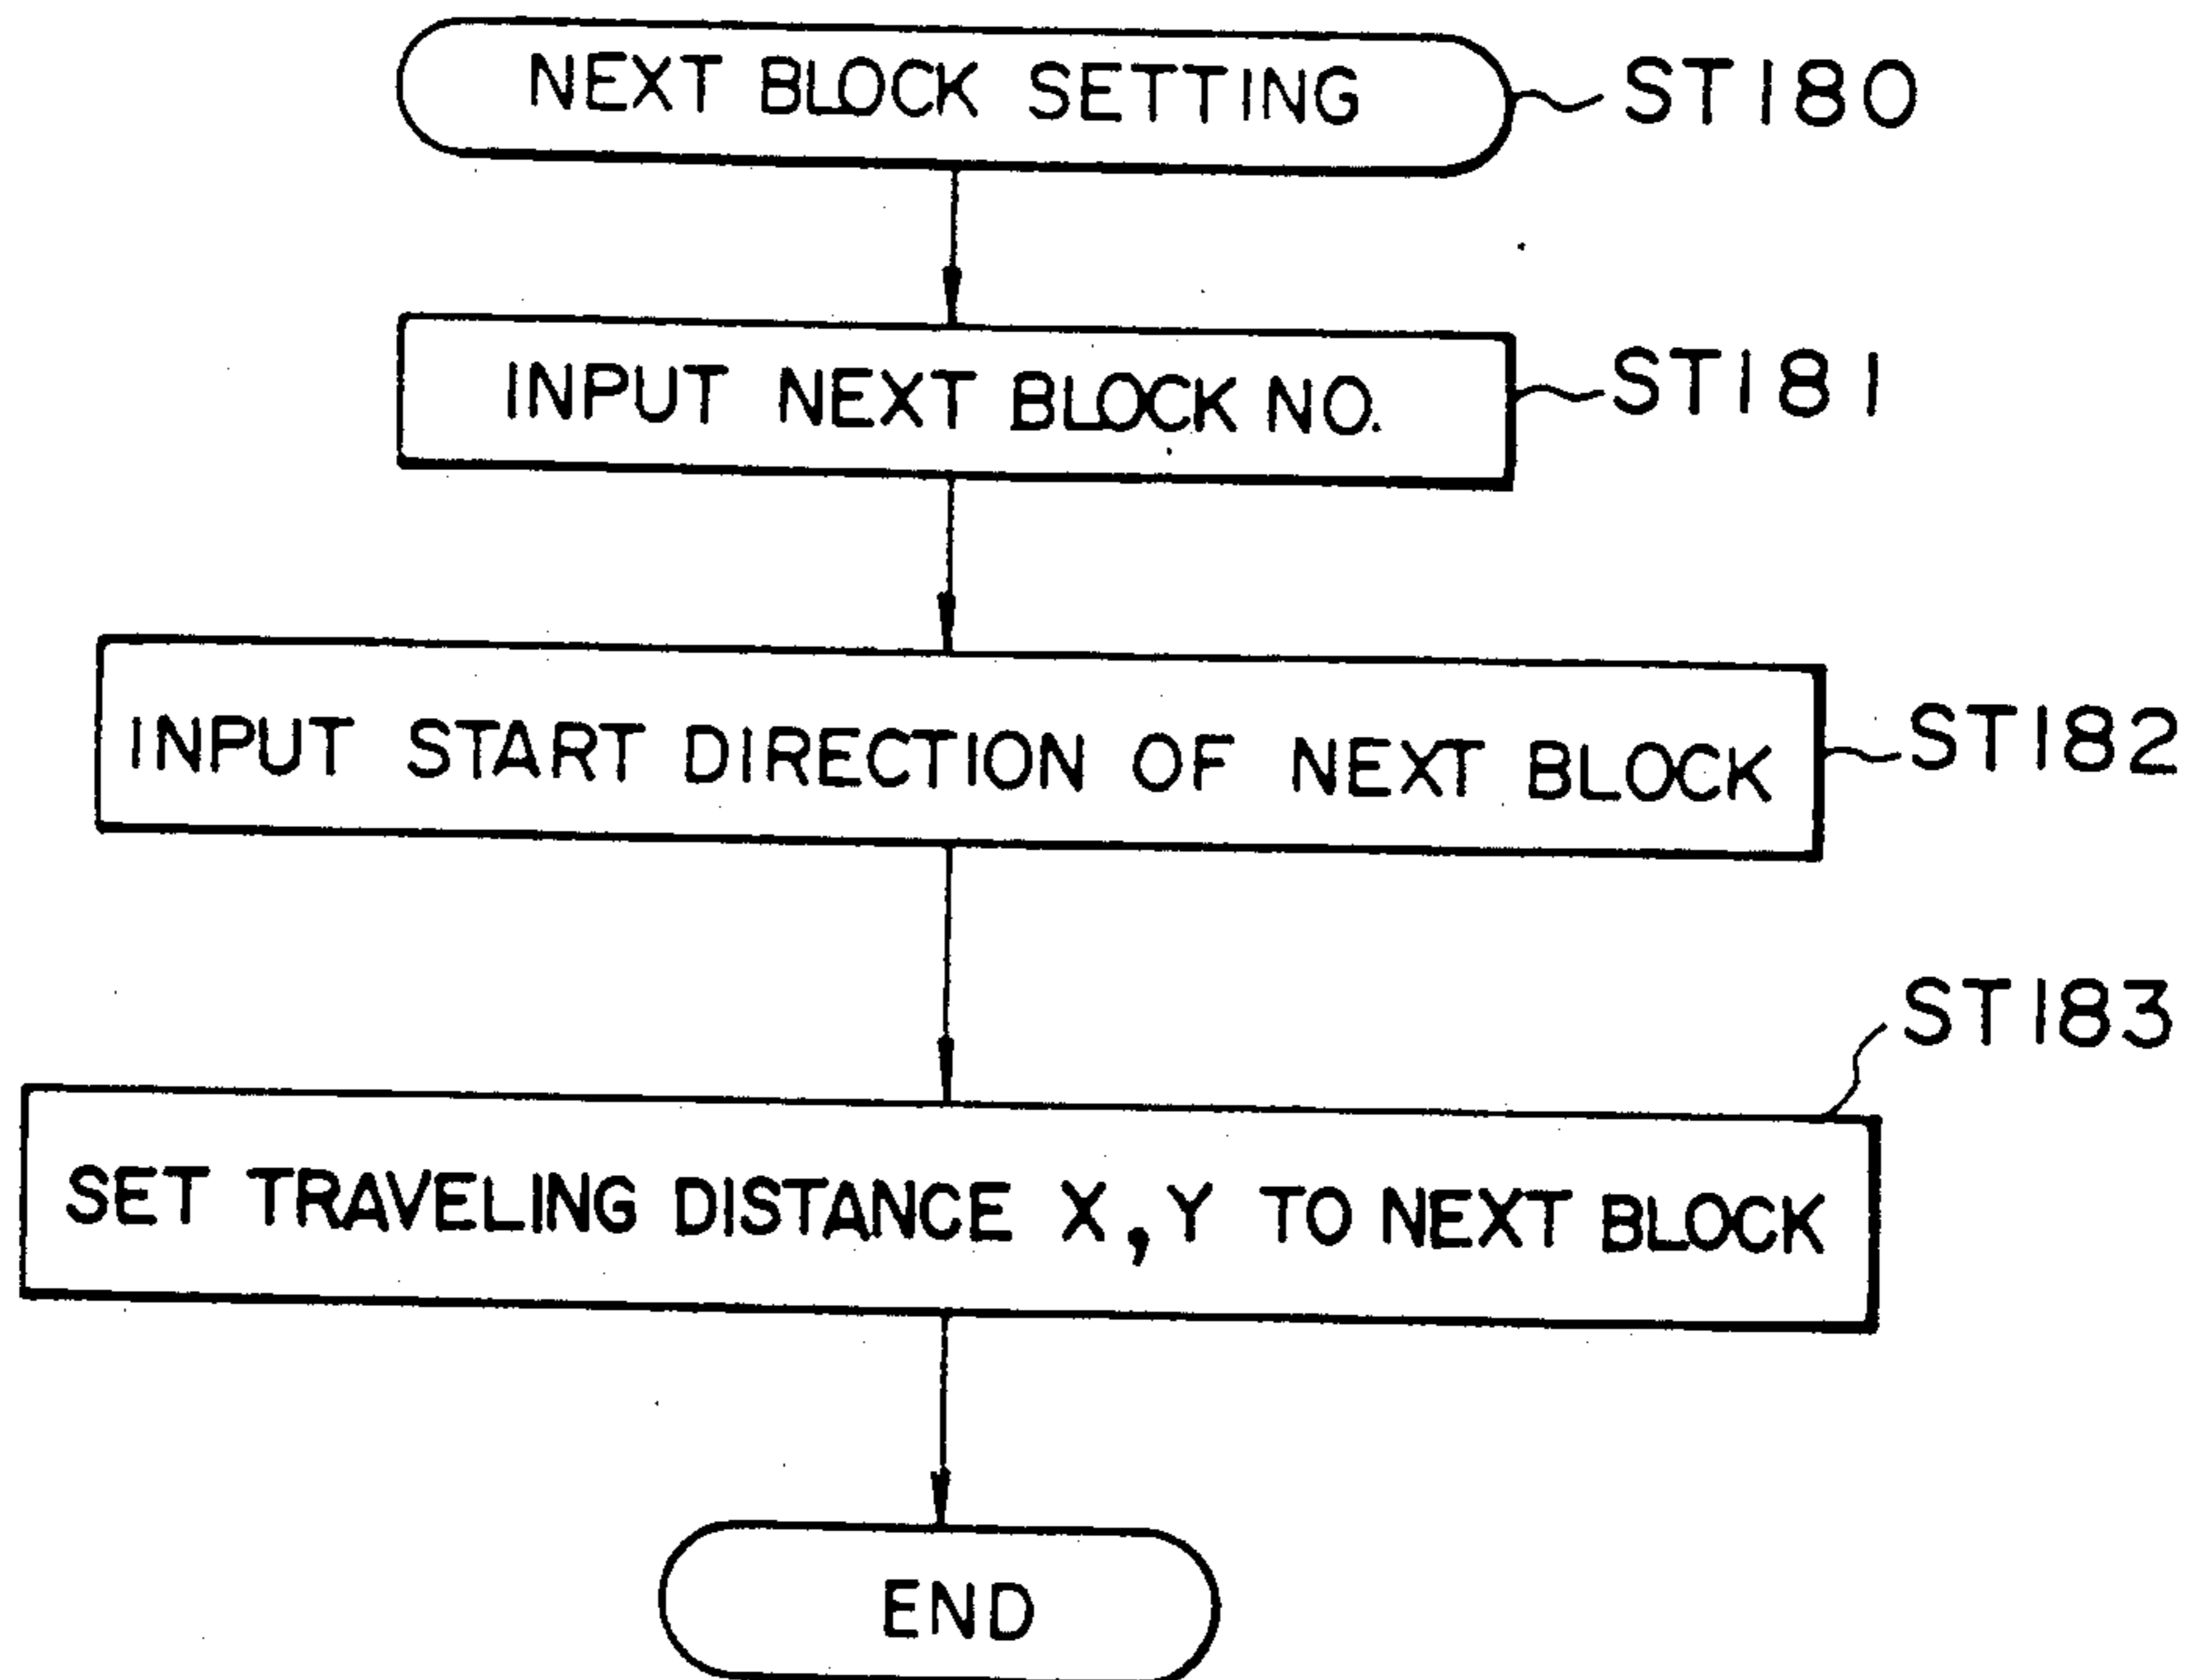 NEXT BLOCK SETTING
ST180
INPUT NEXT BLOCK NO.
ST181
INPUT START DIRECTION OF NEXT BLOCK
ST182
ST183
SET TRAVELING DISTANCE X,Y TO NEXT BLOCK
END